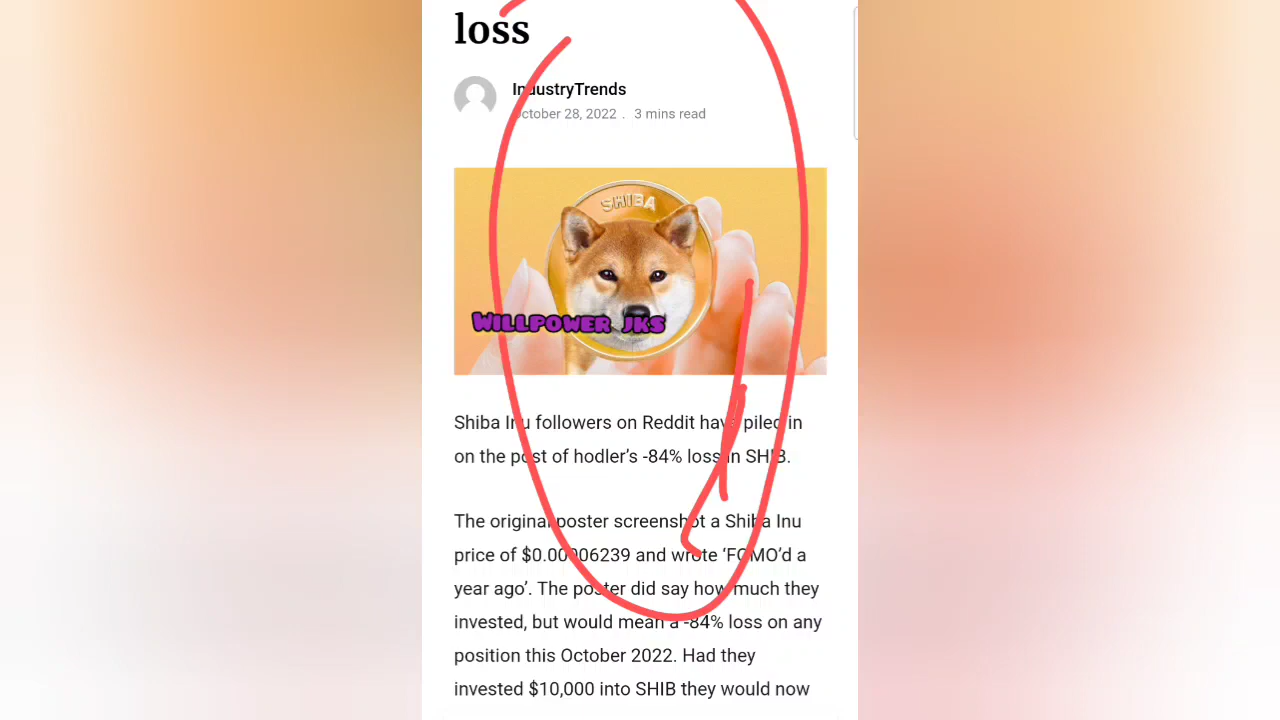 loss
IndustryTrends
October 28, 2022 . 3 mins read
SHIBA
WILLPOWER JKS
Shiba Inu followers on Reddit have piled in
on the post of hodler’s -84% loss in SHIB.
The original poster screenshot a Shiba Inu
price of $0.00006239 and wrote ‘FOMO’d a
year ago’. The poster did say how much they
invested, but would mean a -84% loss on any
position this October 2022. Had they
invested $10,000 into SHIB they would now